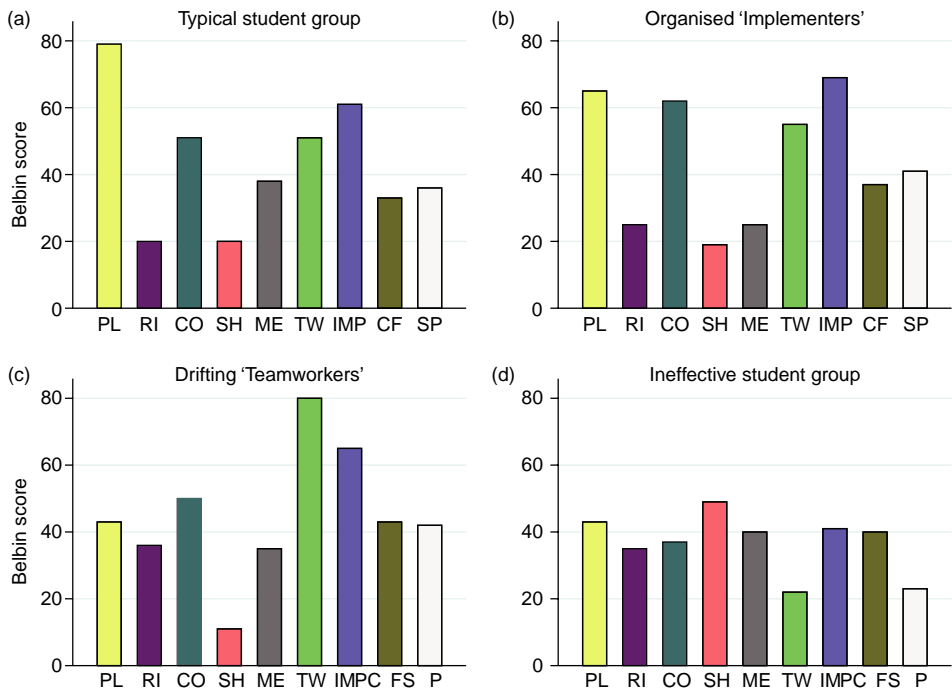 (a) Typical student group
80
60
40
20
0
Belbin score
PL RI CO SH ME TW IMP CF SP
(b) Organised ‘Implementers’
80
60
40
20
0
Belbin score
PL RI CO SH ME TW IMP CF SP
(c) Drifting ‘Teamworkers’
80
60
40
20
0
Belbin score
PL RI CO SH ME TW IMPC FS P
(d) Ineffective student group
80
60
40
20
0
PL RI CO SH ME TW IMPC FS P